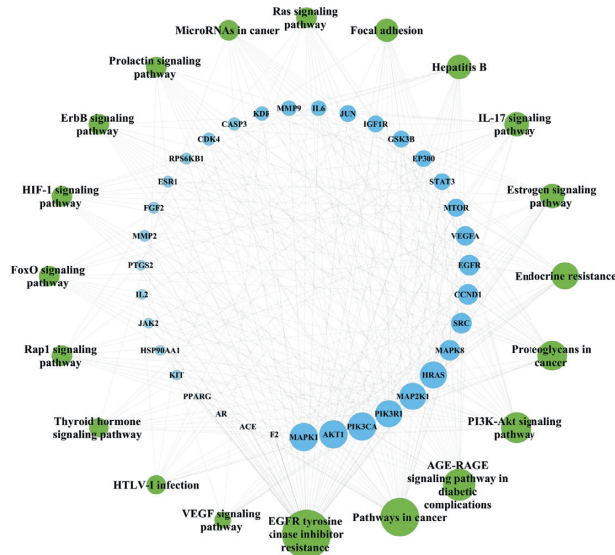 Ras signaling
pathway
MicroRNAs in cancer
Focal adhesion
Prolactin signaling
pathway
Hepatitis B
ErbB signaling
pathway
IL-17 signaling
pathway
HIF-1 signaling
pathway
Estrogen signaling
pathway
FoxO signaling
pathway
Endocrine resistance
Rap1 signaling
pathway
Proteoglycans in
cancer
Thyroid hormone
signaling pathway
PI3K-Akt signaling
pathway
HTLV-I infection
AGE-RAGE
signaling pathway in
diabetic
complications
VEGF signaling
pathway
EGFR tyrosine
kinase inhibitor
resistance
Pathways in cancer
MMP9
IL6
JUN
IGF1R
GSK3B
EP300
STAT3
MTOR
VEGFA
EGFR
CCND1
SRC
MAPK8
HRAS
MAP2K1
PIK3R1
PIK3CA
AKT1
MAPK1
F2
ACE
AR
PPARG
KIT
HSP90AA1
JAK2
IL2
PTGS2
MMP2
FGF2
ESR1
RPS6KB1
CDK4
CASP3
KDR